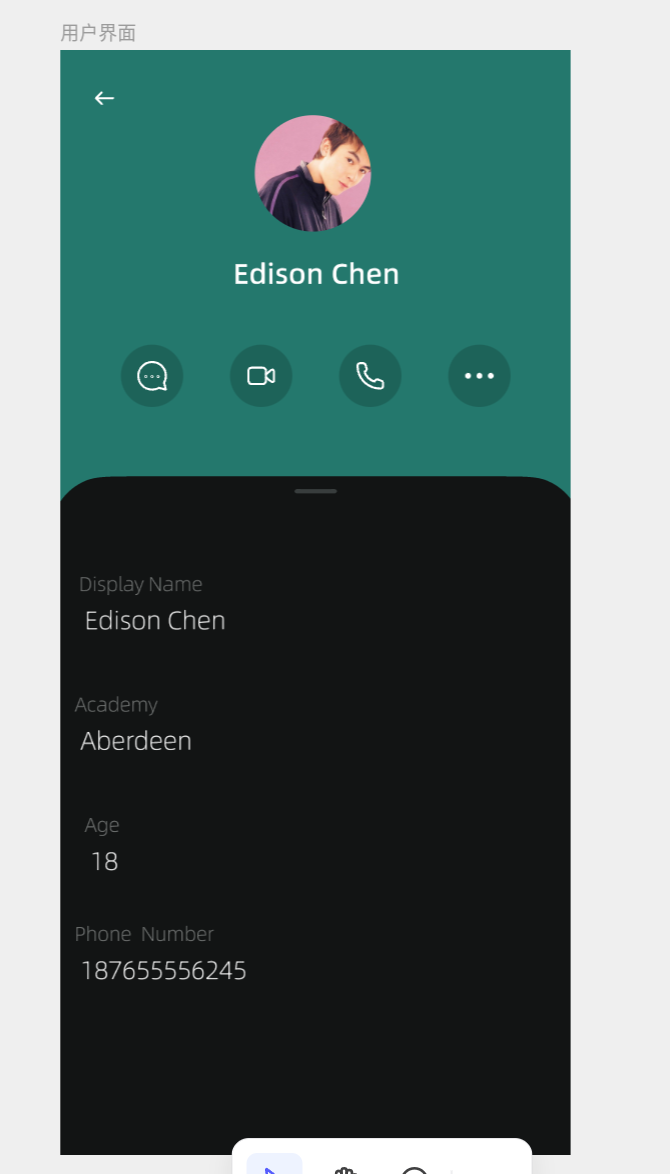 用户界面
Edison Chen
Display Name
Edison Chen
Academy
Aberdeen
Age
18
Phone Number
187655556245